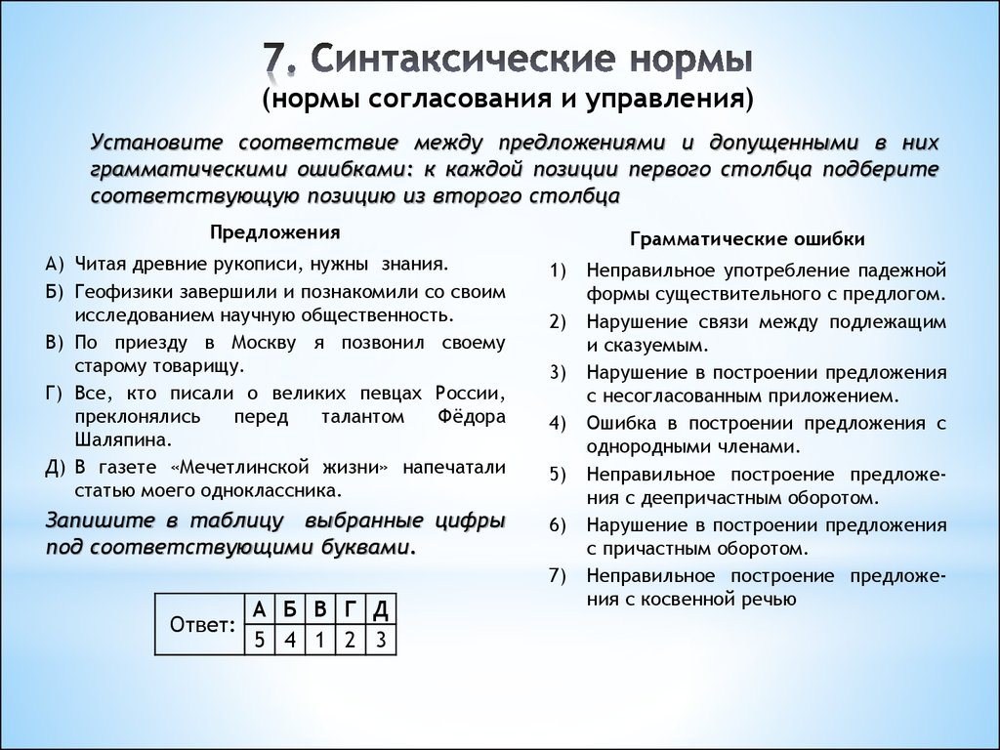 7. Синтаксические нормы
(нормы согласования и управления)
Установите соответствие между предложениями и допущенными в них
грамматическими ошибками: к каждой позиции первого столбца подберите
соответствующую позицию из второго столбца
Предложения
А) Читая древние рукописи, нужны знания.
Б) Геофизики завершили и познакомили со своим
исследованием научную общественность.
В) По приезду в Москву я позвонил своему
старому товарищу.
Г) Все, кто писали о великих певцах России,
преклонялись перед талантом Фёдора
Шаляпина.
Д) В газете «Мечетлинской жизни» напечатали
статью моего одноклассника.
Запишите в таблицу выбранные цифры
под соответствующими буквами.
Ответ:
А Б В Г Д
5 4 1 2 3
Грамматические ошибки
1) Неправильное употребление падежной
формы существительного с предлогом.
2) Нарушение связи между подлежащим
и сказуемым.
3) Нарушение в построении предложения
с несогласованным приложением.
4) Ошибка в построении предложения с
однородными членами.
5) Неправильное построение предложе-
ния с деепричастным оборотом.
6) Нарушение в построении предложения
с причастным оборотом.
7) Неправильное построение предложе-
ния с косвенной речью